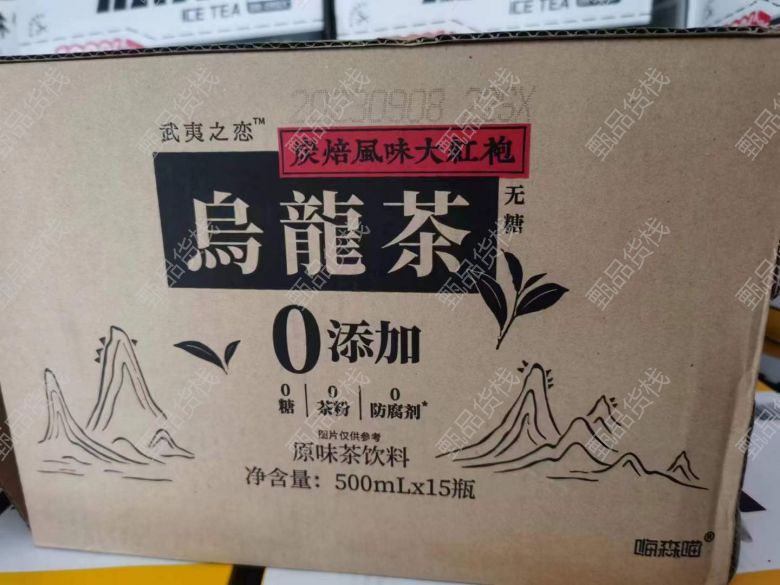 ICE TEA
20230908
武夷之恋™
炭焙風味大紅袍
烏龍茶
无糖
0添加
0糖
0茶粉
0防腐剂*
图片仅供参考
原味茶饮料
净含量：500mLx15瓶
嗨森喵®
甄品货栈